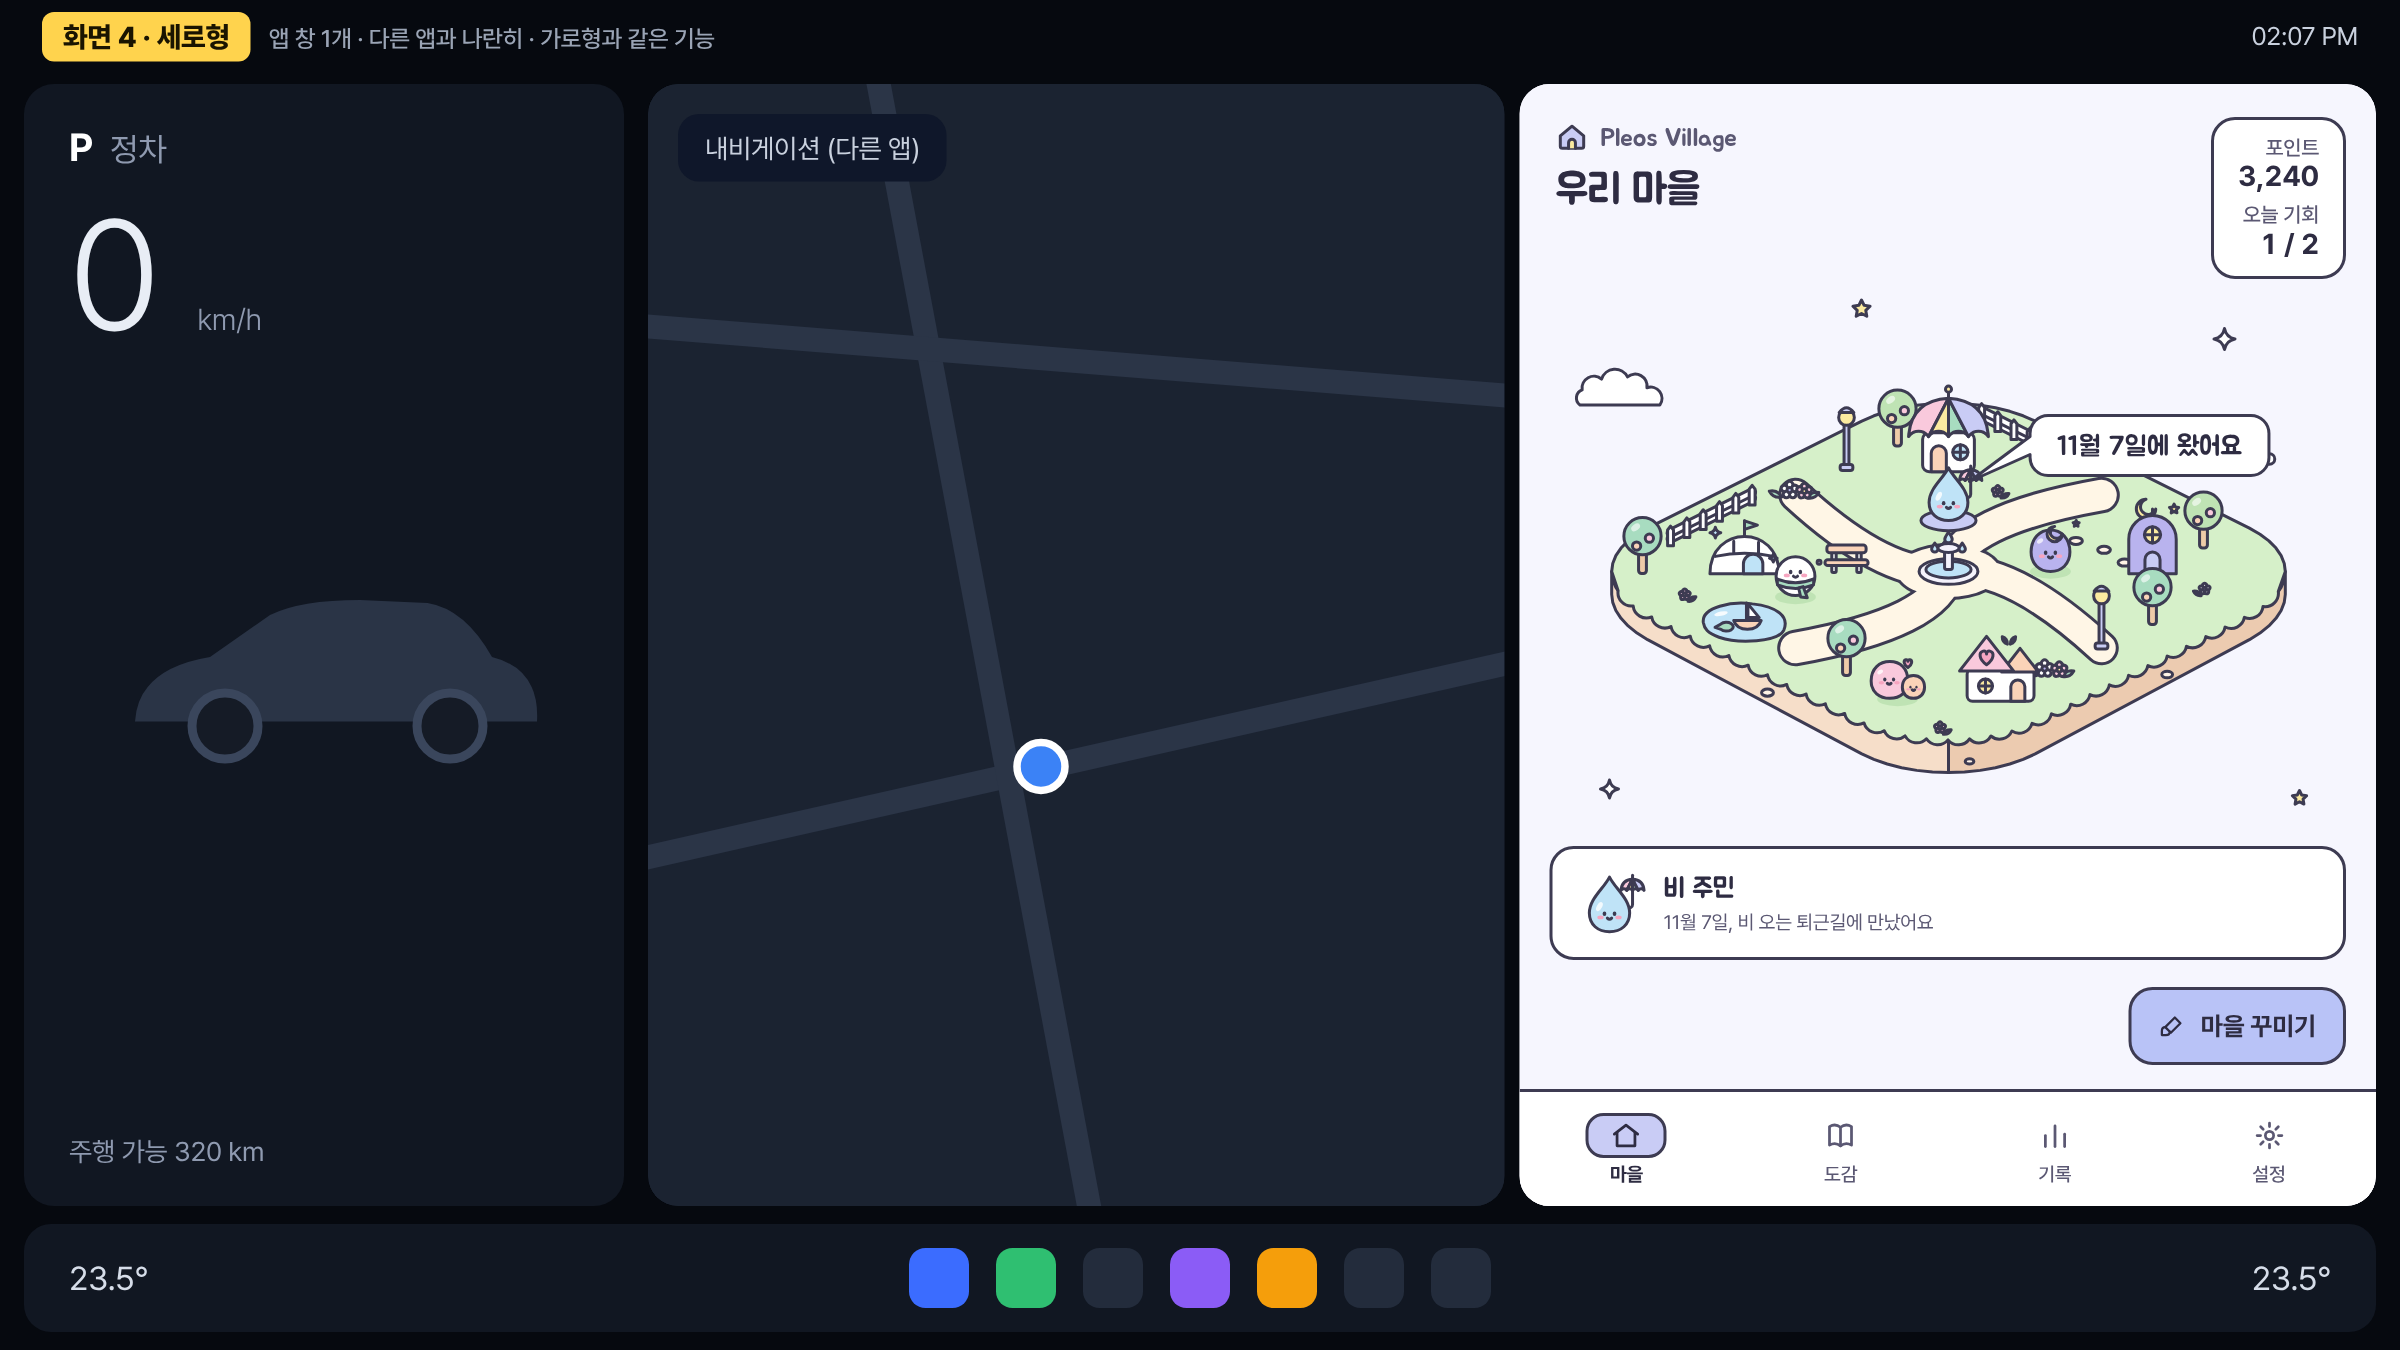 화면 4 · 세로형
앱 창 1개 · 다른 앱과 나란히 · 가로형과 같은 기능
02:07 PM
P 정차
0 km/h
주행 가능 320 km
내비게이션 (다른 앱)
Pleos Village
우리 마을
포인트
3,240
오늘 기회
1 / 2
11월 7일에 왔어요
비 주민
11월 7일, 비 오는 퇴근길에 만났어요
마을 꾸미기
마을
도감
기록
설정
23.5°
23.5°